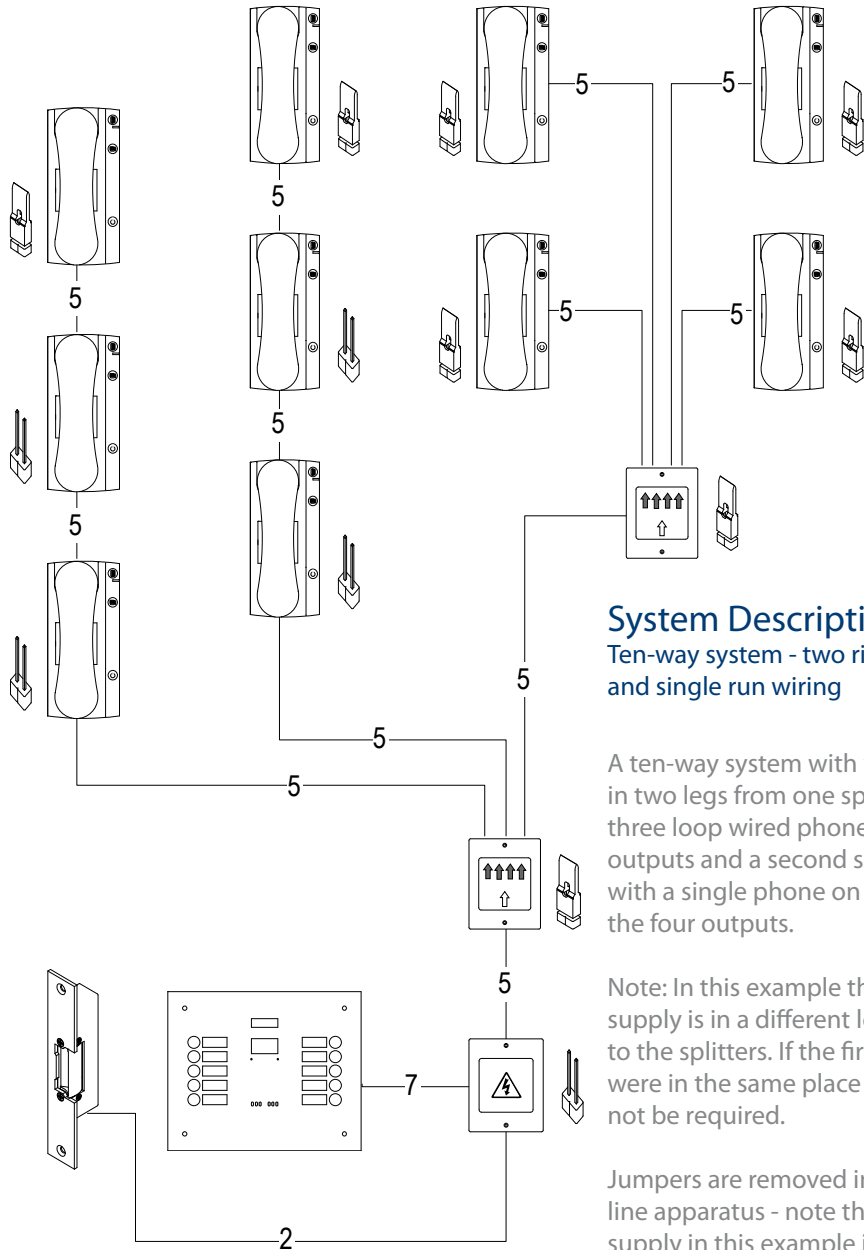 5
5
5
5
5
5
5
5
System Descripti
Ten-way system - two ri
and single run wiring
5
5
5
A ten-way system with
in two legs from one sp
three loop wired phone
outputs and a second s
with a single phone on
the four outputs.
5
Note: In this example th
supply is in a different lo
to the splitters. If the fir
were in the same place
not be required.
7
Jumpers are removed in
line apparatus - note th
supply in this example
2